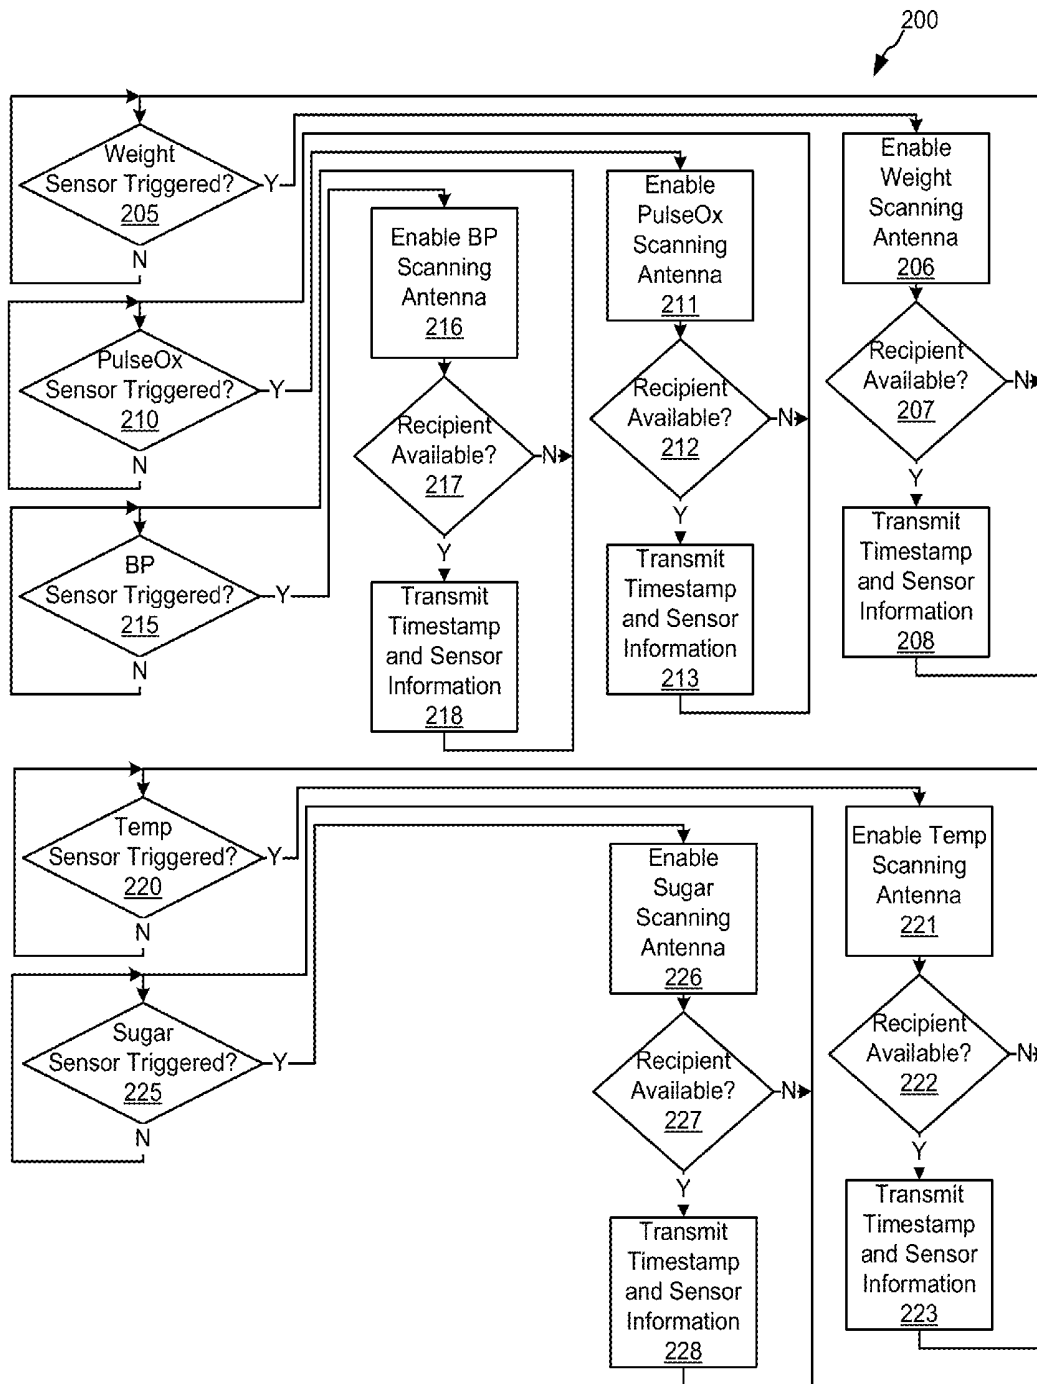 200
Weight
Sensor Triggered?
205
Y
N
PulseOx
Sensor Triggered?
210
Y
N
BP
Sensor Triggered?
215
Y
N
Enable BP
Scanning
Antenna
216
Recipient
Available?
217
N
Y
Transmit
Timestamp
and Sensor
Information
218
Enable
PulseOx
Scanning
Antenna
211
Recipient
Available?
212
N
Y
Transmit
Timestamp
and Sensor
Information
213
Enable
Weight
Scanning
Antenna
206
Recipient
Available?
207
N
Y
Transmit
Timestamp
and Sensor
Information
208
Temp
Sensor Triggered?
220
Y
N
Sugar
Sensor Triggered?
225
Y
N
Enable
Sugar
Scanning
Antenna
226
Recipient
Available?
227
N
Y
Transmit
Timestamp
and Sensor
Information
228
Enable Temp
Scanning
Antenna
221
Recipient
Available?
222
N
Y
Transmit
Timestamp
and Sensor
Information
223